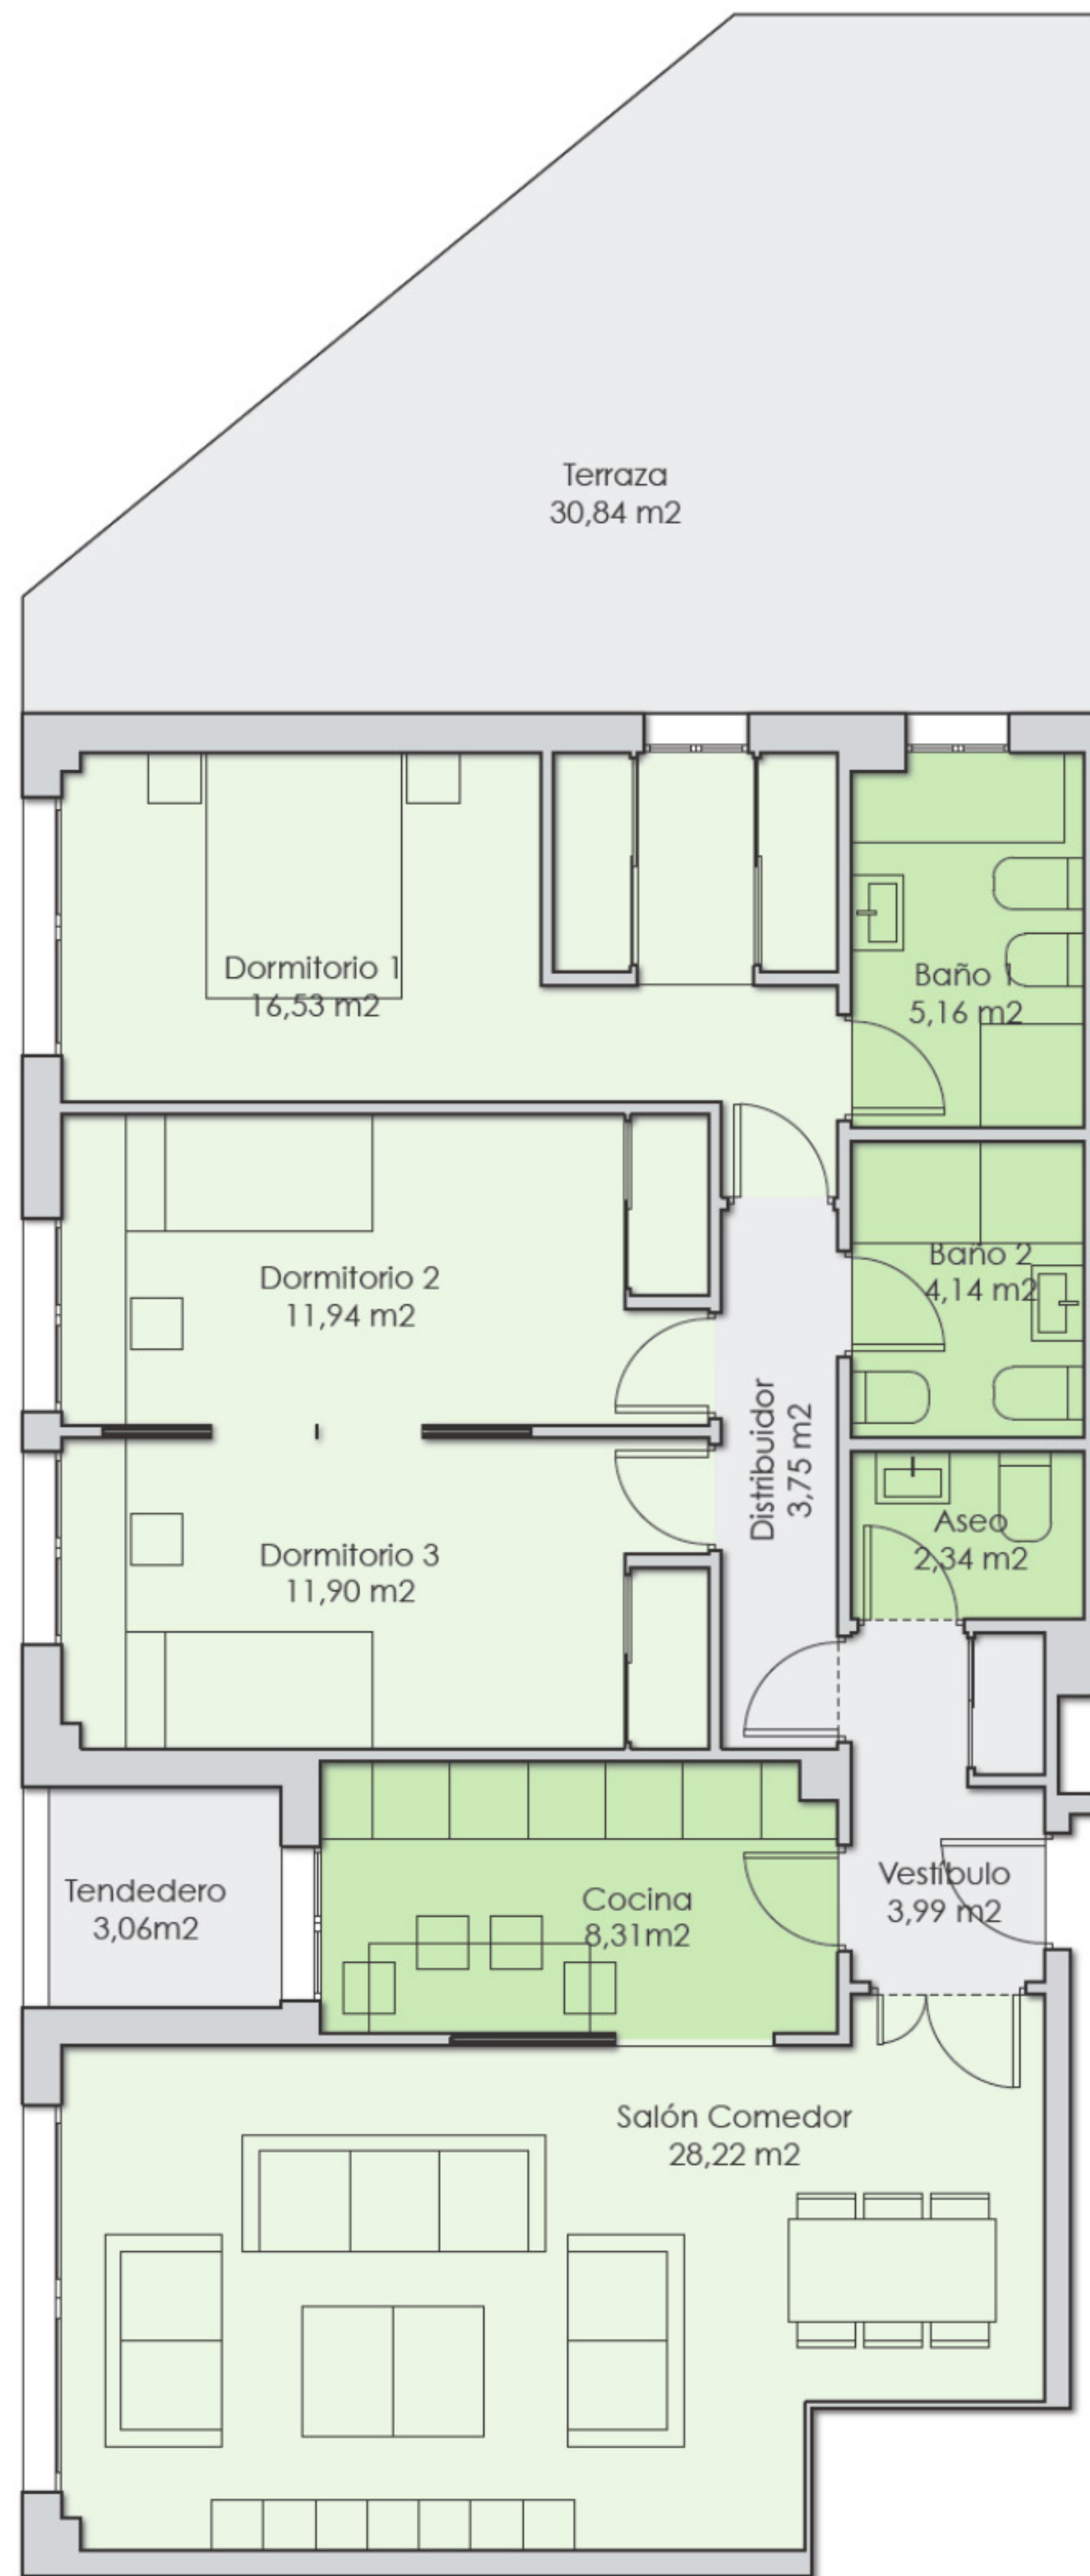 Terraza
30,84 m2
Dormitorio 1
16,53 m2
Baño 1
5,16 m2
Baño 2
4,14 m2
Dormitorio 2
11,94 m2
Distribuidor
3,75 m2
Aseo
2,34 m2
Dormitorio 3
11,90 m2
Vestíbulo
3,99 m2
Tendedero
3,06m2
Cocina
8,31m2
Salón Comedor
28,22 m2